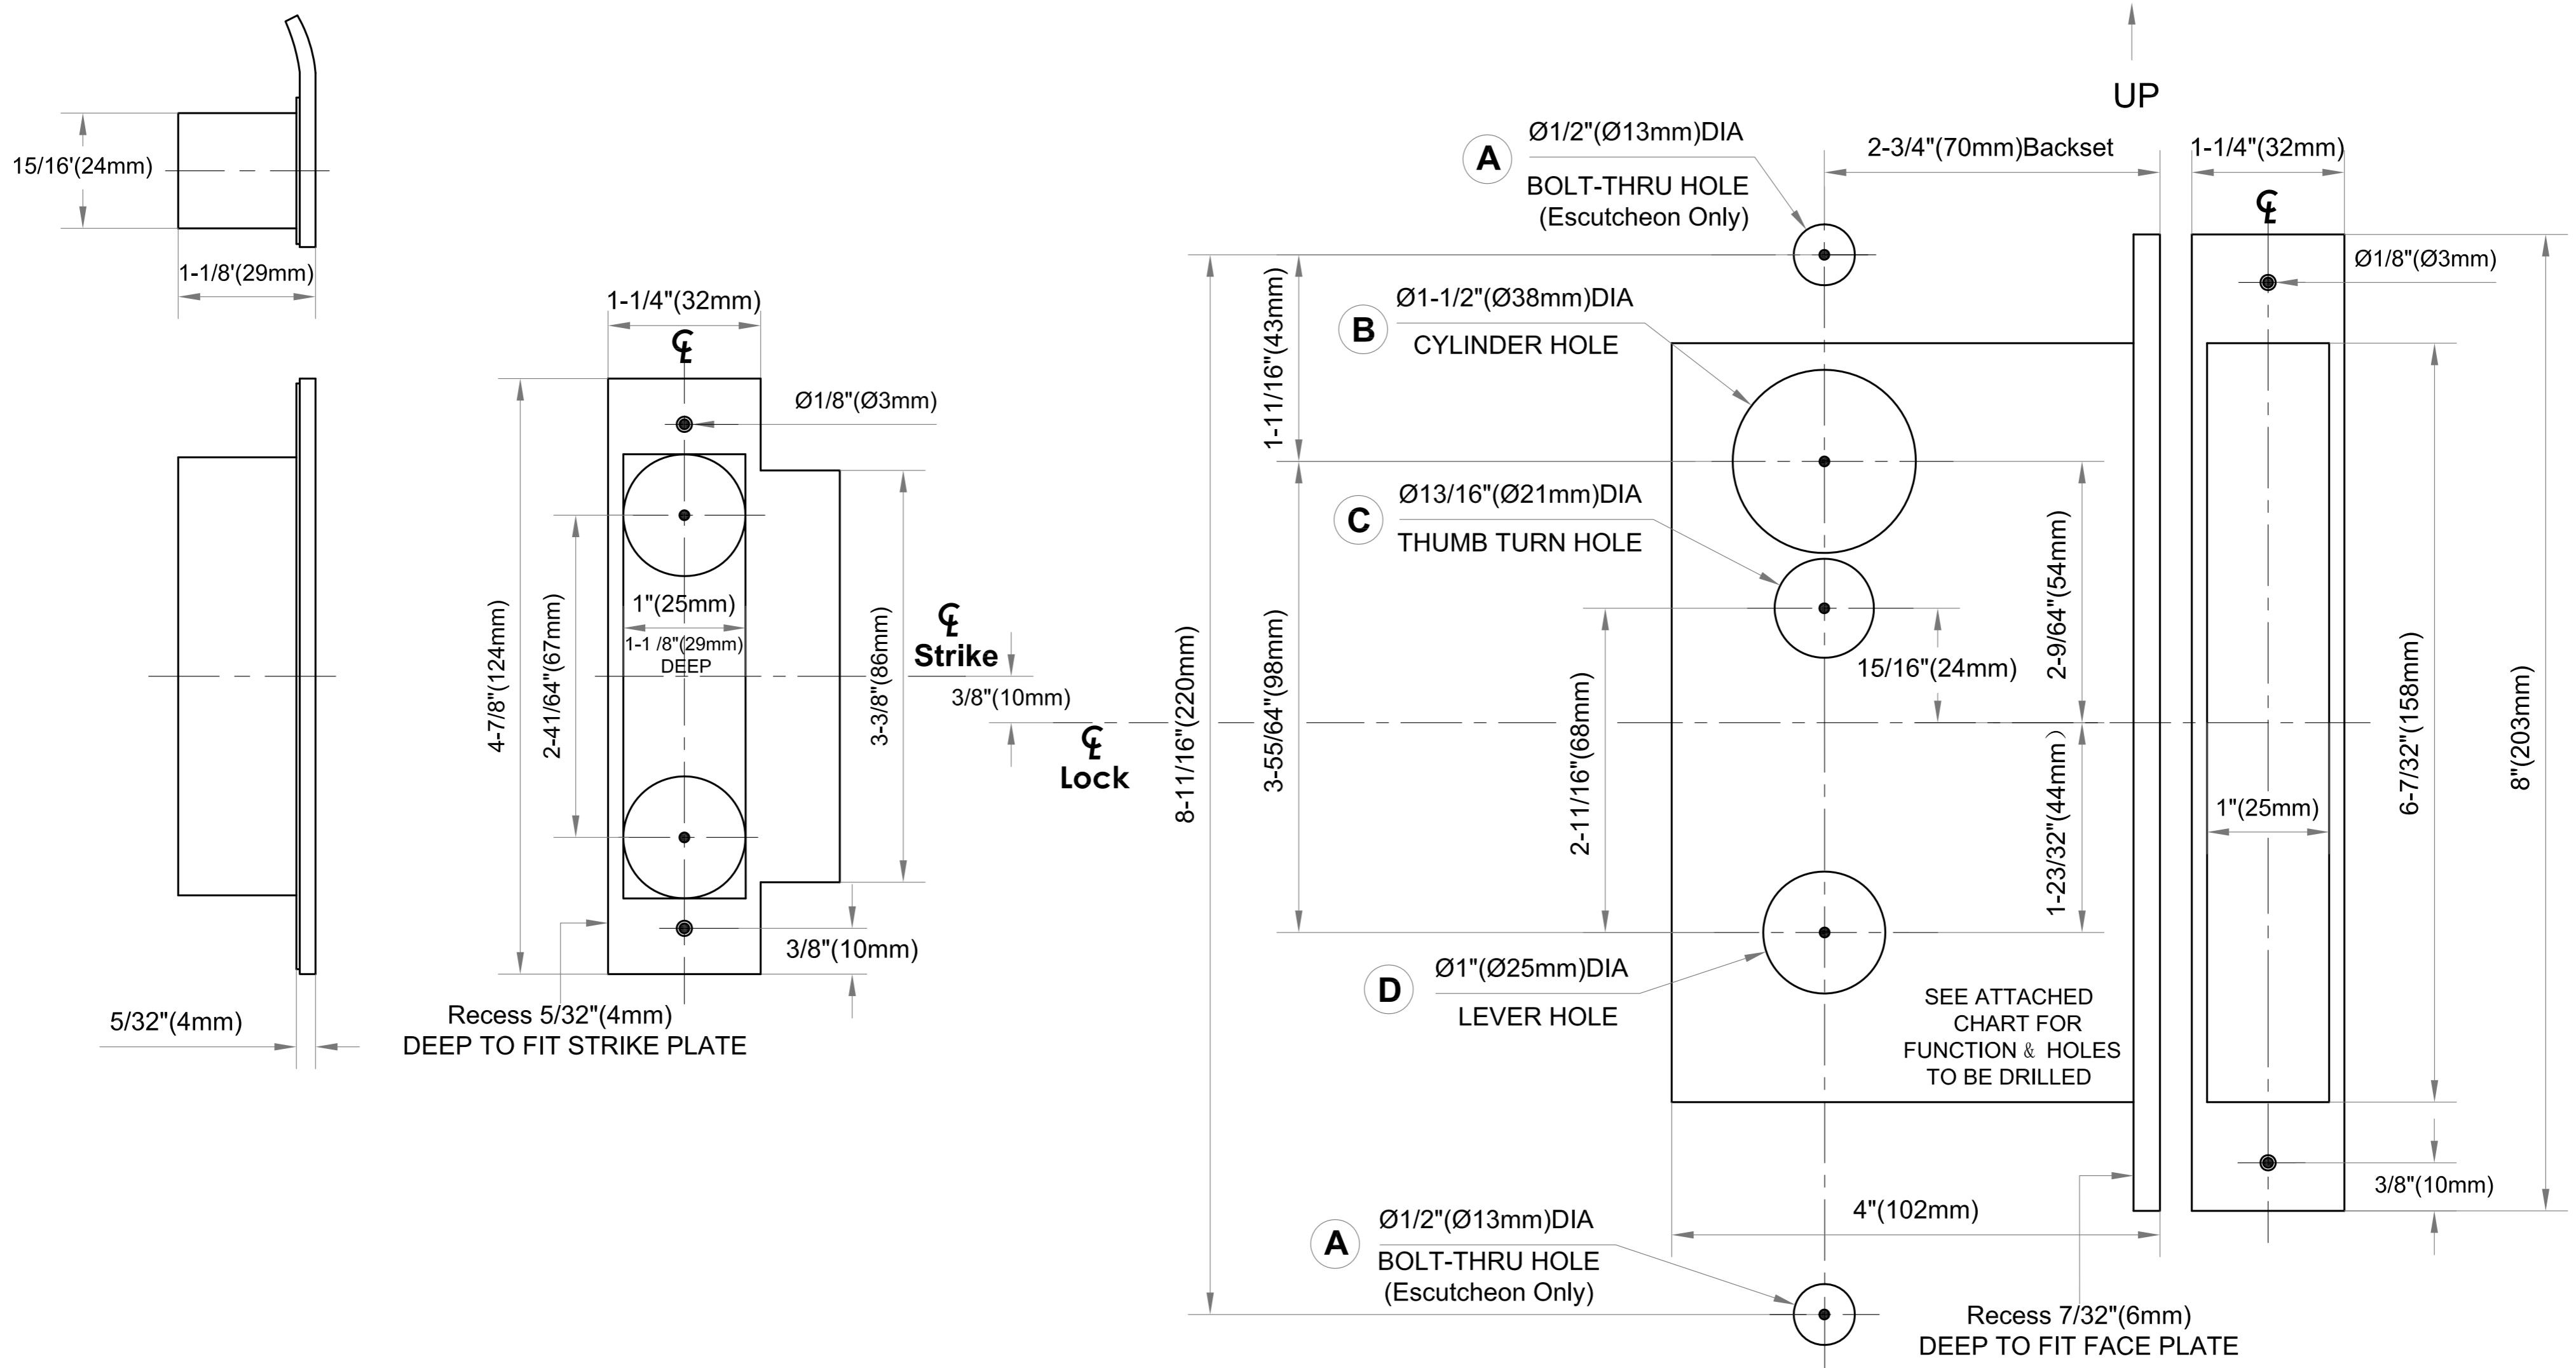 15/16'(24mm)
1-1/8'(29mm)
5/32"(4mm)
1-1/4"(32mm)
Ø1/8"(Ø3mm)
4-7/8"(124mm)
2-41/64"(67mm)
1"(25mm)
1-1 /8"(29mm)
DEEP
3-3/8"(86mm)
3/8"(10mm)
Recess 5/32"(4mm)
DEEP TO FIT STRIKE PLATE
℄
Strike
3/8"(10mm)
℄
Lock
UP
A
Ø1/2"(Ø13mm)DIA
BOLT-THRU HOLE
(Escutcheon Only)
B
Ø1-1/2"(Ø38mm)DIA
CYLINDER HOLE
C
Ø13/16"(Ø21mm)DIA
THUMB TURN HOLE
D
Ø1"(Ø25mm)DIA
LEVER HOLE
A
Ø1/2"(Ø13mm)DIA
BOLT-THRU HOLE
(Escutcheon Only)
8-11/16"(220mm)
1-11/16"(43mm)
3-55/64"(98mm)
2-11/16"(68mm)
15/16"(24mm)
2-9/64"(54mm)
1-23/32"(44mm)
2-3/4"(70mm)Backset
SEE ATTACHED
CHART FOR
FUNCTION & HOLES
TO BE DRILLED
4"(102mm)
Recess 7/32"(6mm)
DEEP TO FIT FACE PLATE
1-1/4"(32mm)
℄
Ø1/8"(Ø3mm)
1"(25mm)
6-7/32"(158mm)
8"(203mm)
3/8"(10mm)
℄